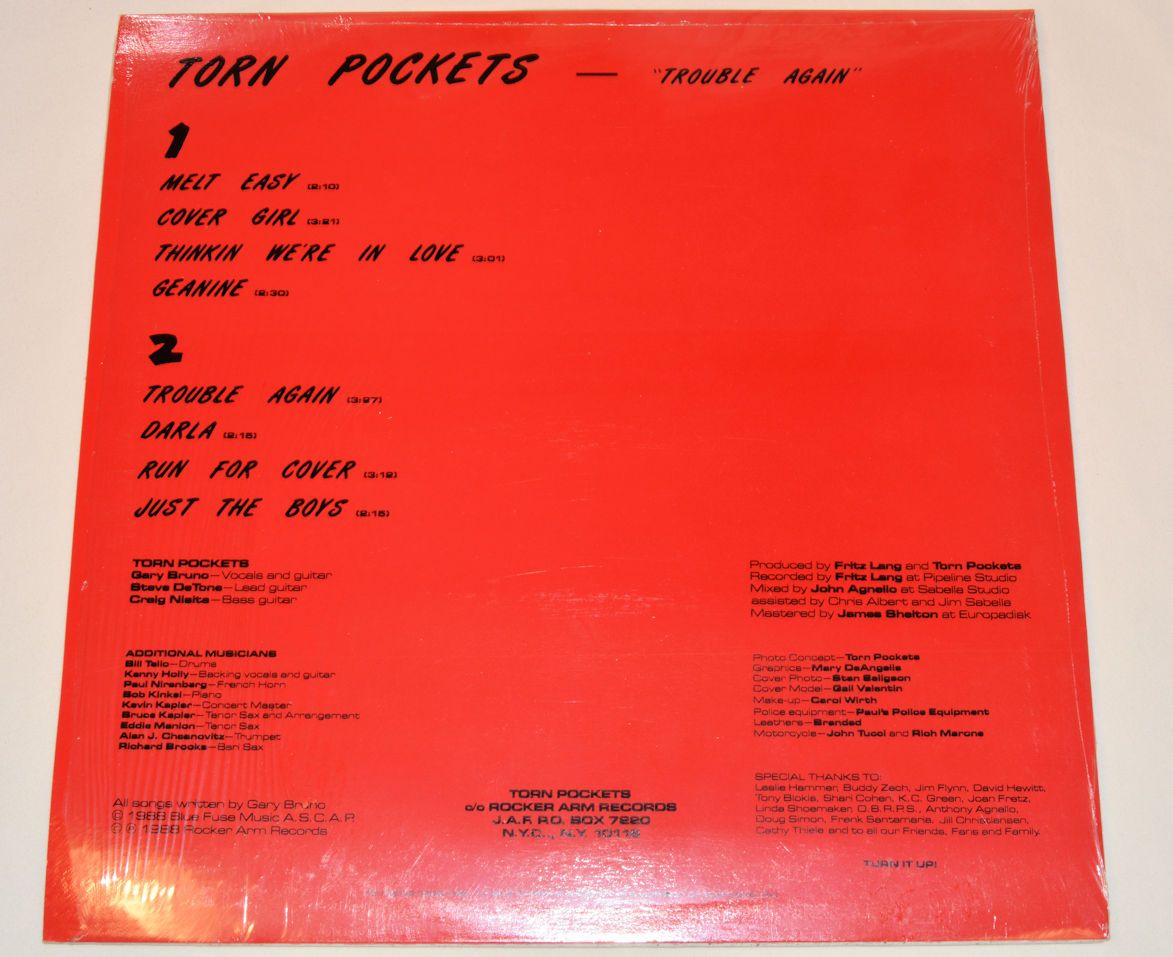 TORN POCKETS — "TROUBLE AGAIN"
1
MELT EASY (2:10)
COVER GIRL (3:21)
THINKIN WE'RE IN LOVE (3:01)
GEANINE (2:30)
2
TROUBLE AGAIN (3:27)
DARLA (2:15)
RUN FOR COVER (3:12)
JUST THE BOYS (2:15)
TORN POCKETS
Gary Bruno—Vocals and guitar
Steve DeTone—Lead guitar
Craig Nieita—Bass guitar
ADDITIONAL MUSICIANS
Bill Tello—Drums
Kenny Holly—Backing vocals and guitar
Paul Nirenberg—French Horn
Bob Kinkel—Piano
Kevin Kapler—Concert Master
Bruce Kapler—Tenor Sax and Arrangement
Eddie Manion—Tenor Sax
Alan J. Chesnovitz—Trumpet
Richard Brooks—Bari Sax
All songs written by Gary Bruno
© 1988 Blue Fuse Music A.S.C.A.P.
© ℗ 1988 Rocker Arm Records
TORN POCKETS
c/o ROCKER ARM RECORDS
J.A.F. P.O. BOX 7220
N.Y.C., N.Y. 10116
Produced by Fritz Lang and Torn Pockets
Recorded by Fritz Lang at Pipeline Studio
Mixed by John Agnello at Sabella Studio
assisted by Chris Albert and Jim Sabella
Mastered by James Shelton at Europadisk
Photo Concept—Torn Pockets
Graphics—Mary DeAngelis
Cover Photo—Stan Seligson
Cover Model—Gail Valentin
Make-up—Carol Wirth
Police equipment—Paul's Police Equipment
Leathers—Branded
Motorcycle—John Tucci and Rich Marone
SPECIAL THANKS TO:
Leslie Hammer, Buddy Zech, Jim Flynn, David Hewitt,
Tony Blokis, Shari Cohen, K.C. Green, Joan Fretz,
Linda Shoemaker, O.B.R.P.S., Anthony Agnello,
Doug Simon, Frank Santamaria, Jill Christiansen,
Cathy Thiele and to all our Friends, Fans and Family.
TURN IT UP!